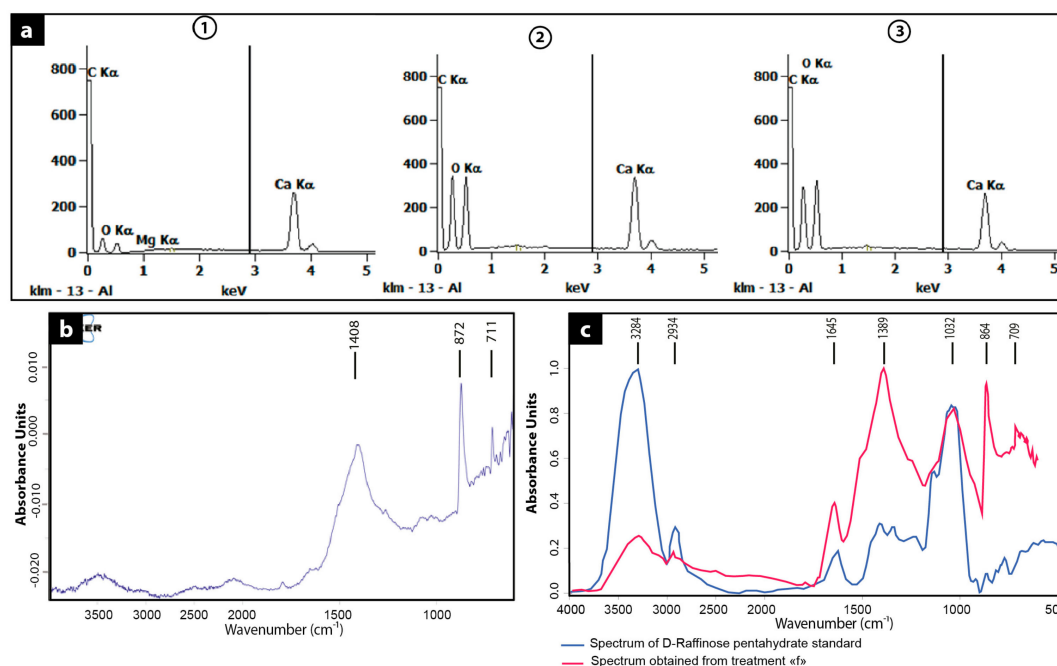 a
1
2
3
800
600
400
200
0
C Kα
O Kα
Mg Kα
Ca Kα
0 1 2 3 4 5
klm - 13 - Al keV
800
600
400
200
0
C Kα
O Kα
Ca Kα
0 1 2 3 4 5
klm - 13 - Al keV
800
600
400
200
0
O Kα
C Kα
Ca Kα
0 1 2 3 4 5
klm - 13 - Al keV
b
1408
872
711
Absorbance Units
0.010
0.000
-0.010
-0.020
3500 3000 2500 2000 1500 1000
Wavenumber (cm-1)
c
3284
2934
1645
1389
1032
864
709
Absorbance Units
1.0
0.8
0.6
0.4
0.2
0.0
4000 3500 3000 2500 2000 1500 1000 50
Wavenumber (cm-1)
Spectrum of D-Raffinose pentahydrate standard
Spectrum obtained from treatment «f»